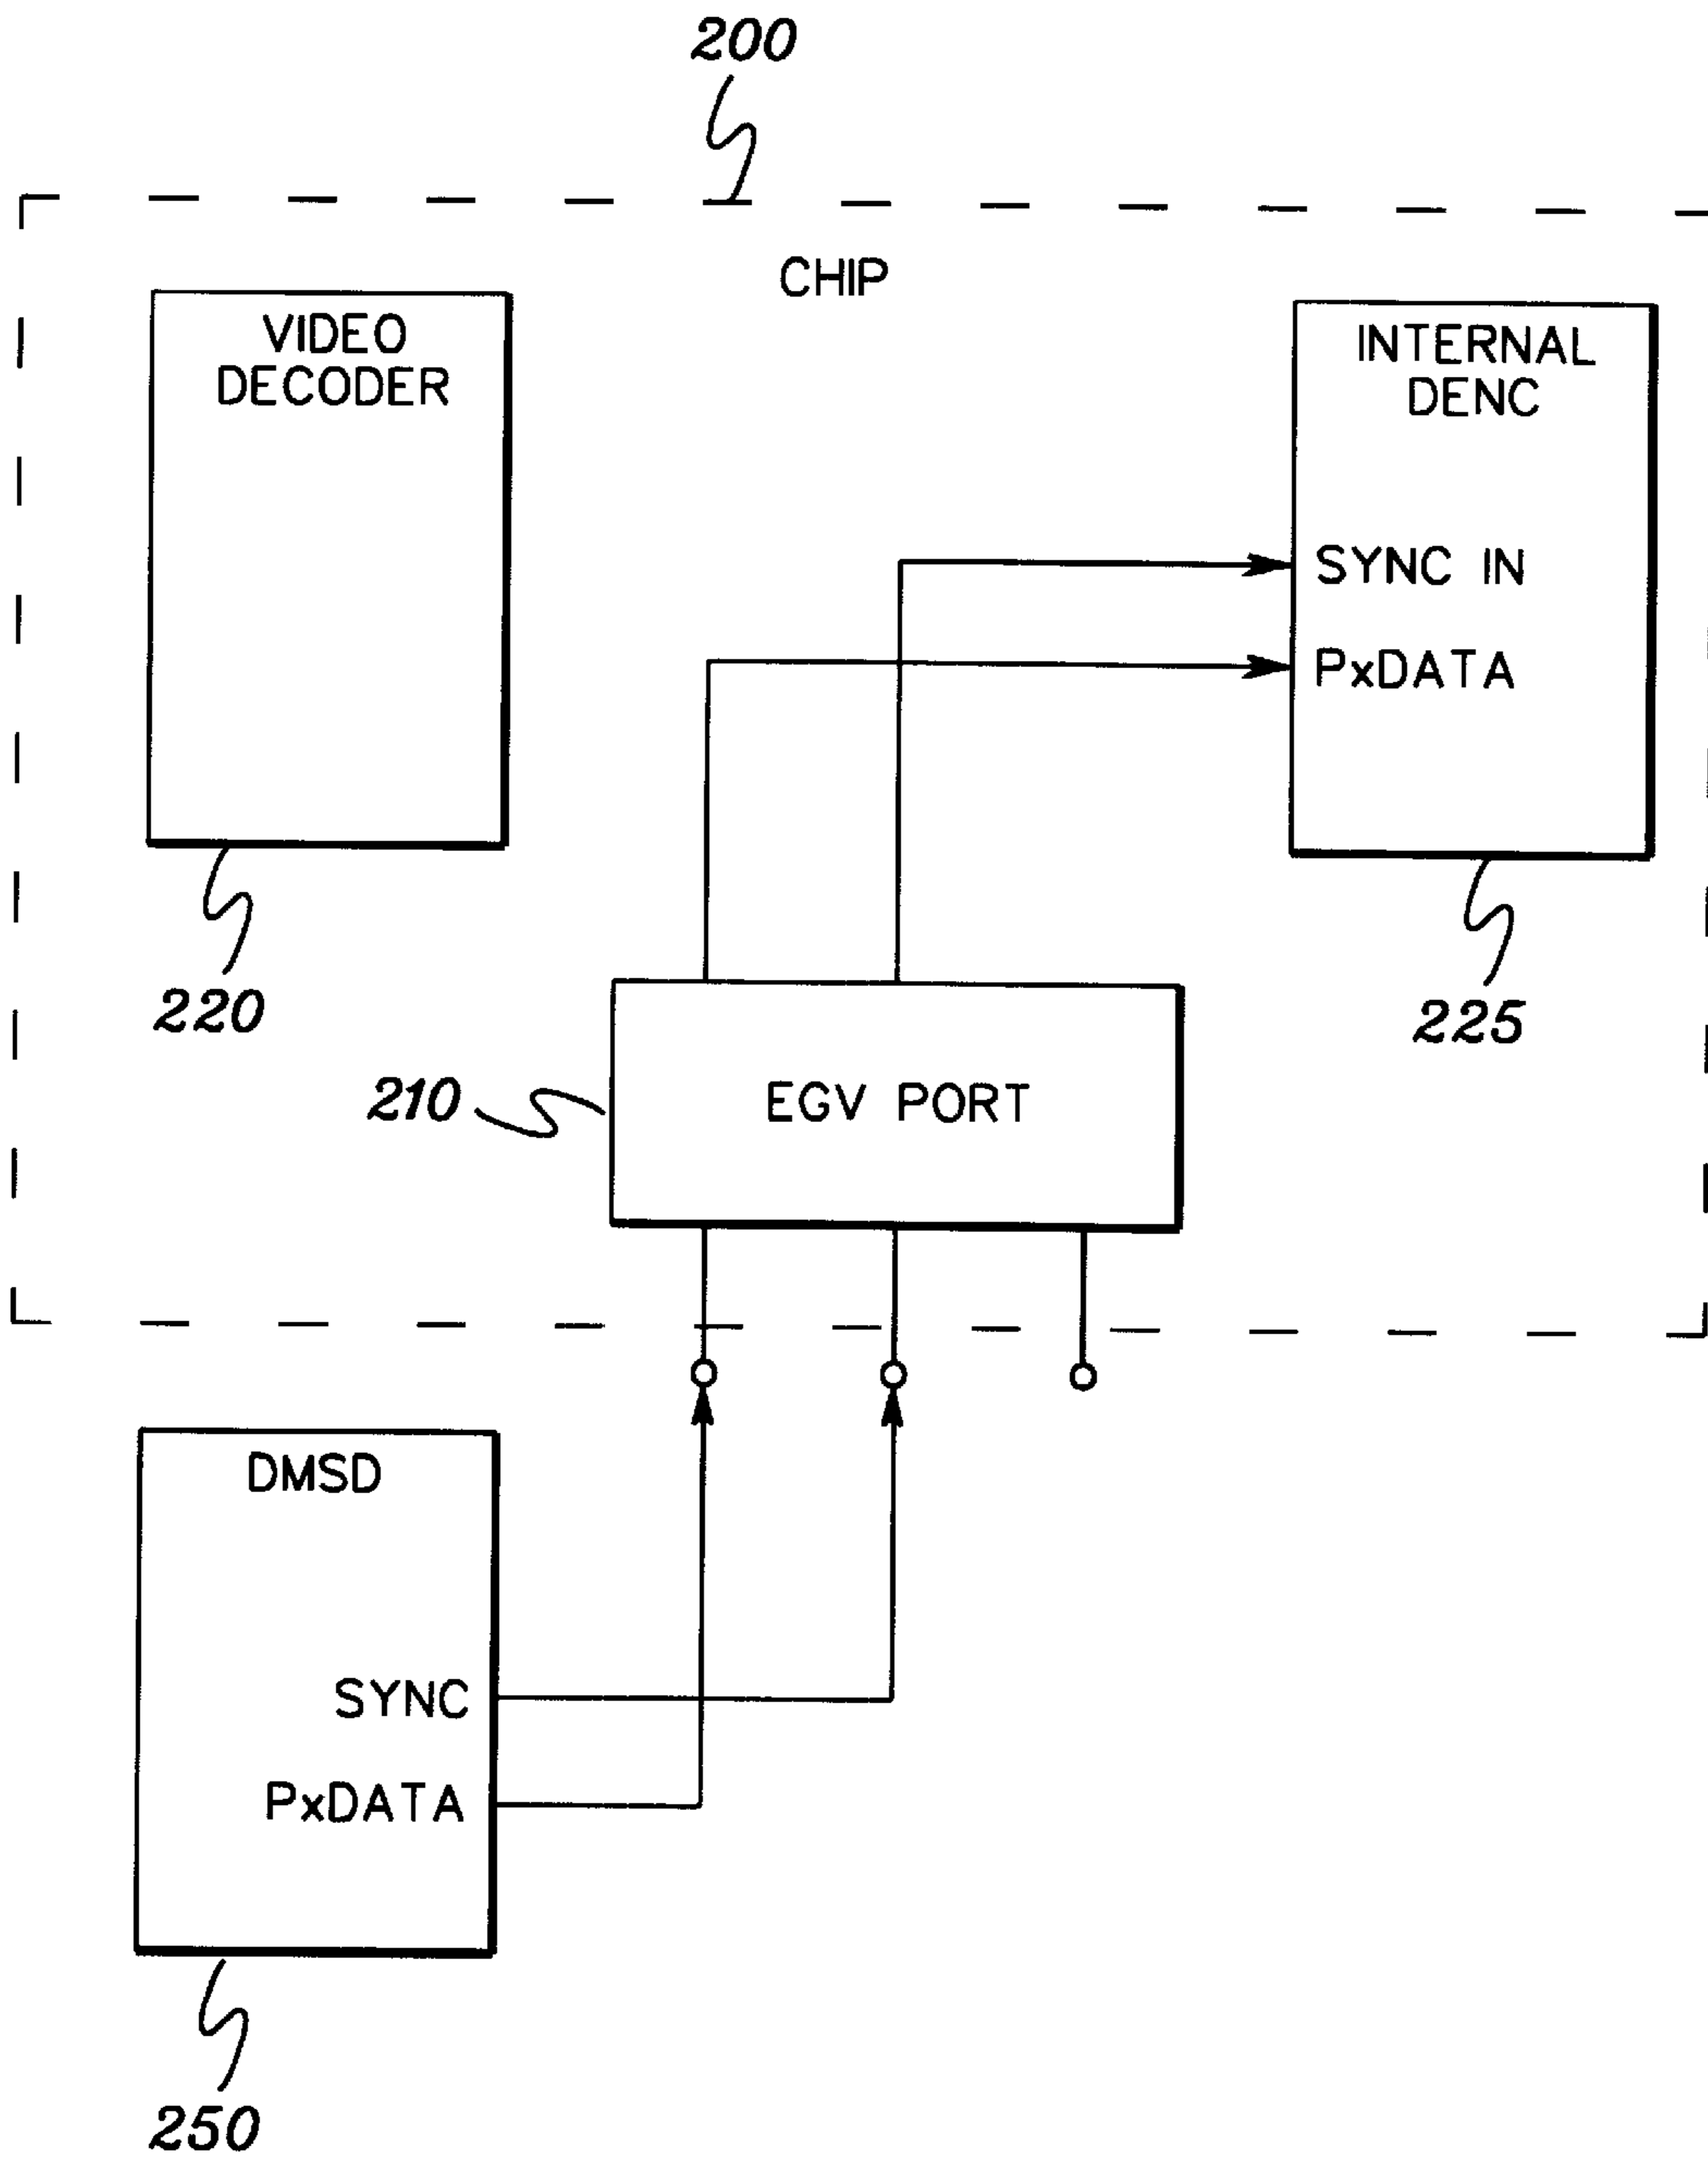 200
CHIP
VIDEO
DECODER
INTERNAL
DENC
SYNC IN
PxDATA
220
225
210
EGV PORT
DMSD
SYNC
PxDATA
250